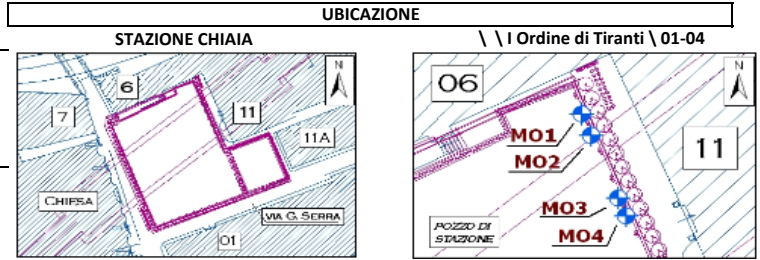 UBICAZIONE
STAZIONE CHIAIA
\ \ I Ordine di Tiranti \ 01-04
N
6
7
11
11A
CHIESA
VIA G. SERRA
01
N
06
MO1
MO2
11
MO3
MO4
POZZO DI
STAZIONE